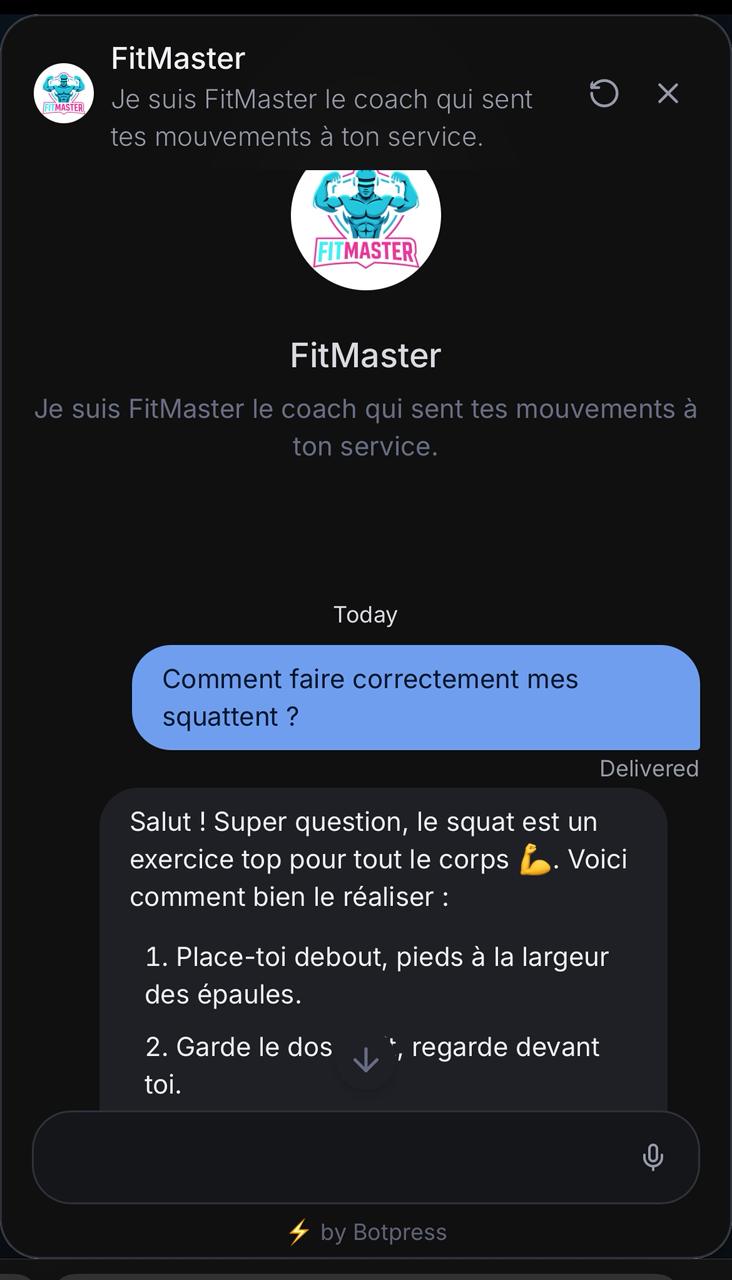 FitMaster
Je suis FitMaster le coach qui sent
tes mouvements à ton service.
FITMASTER
FITMASTER
FitMaster
Je suis FitMaster le coach qui sent tes mouvements à
ton service.
Today
Comment faire correctement mes
squattent ?
Delivered
Salut ! Super question, le squat est un
exercice top pour tout le corps 💪. Voici
comment bien le réaliser :
1. Place-toi debout, pieds à la largeur
des épaules.
2. Garde le dos t, regarde devant
toi.
⚡ by Botpress